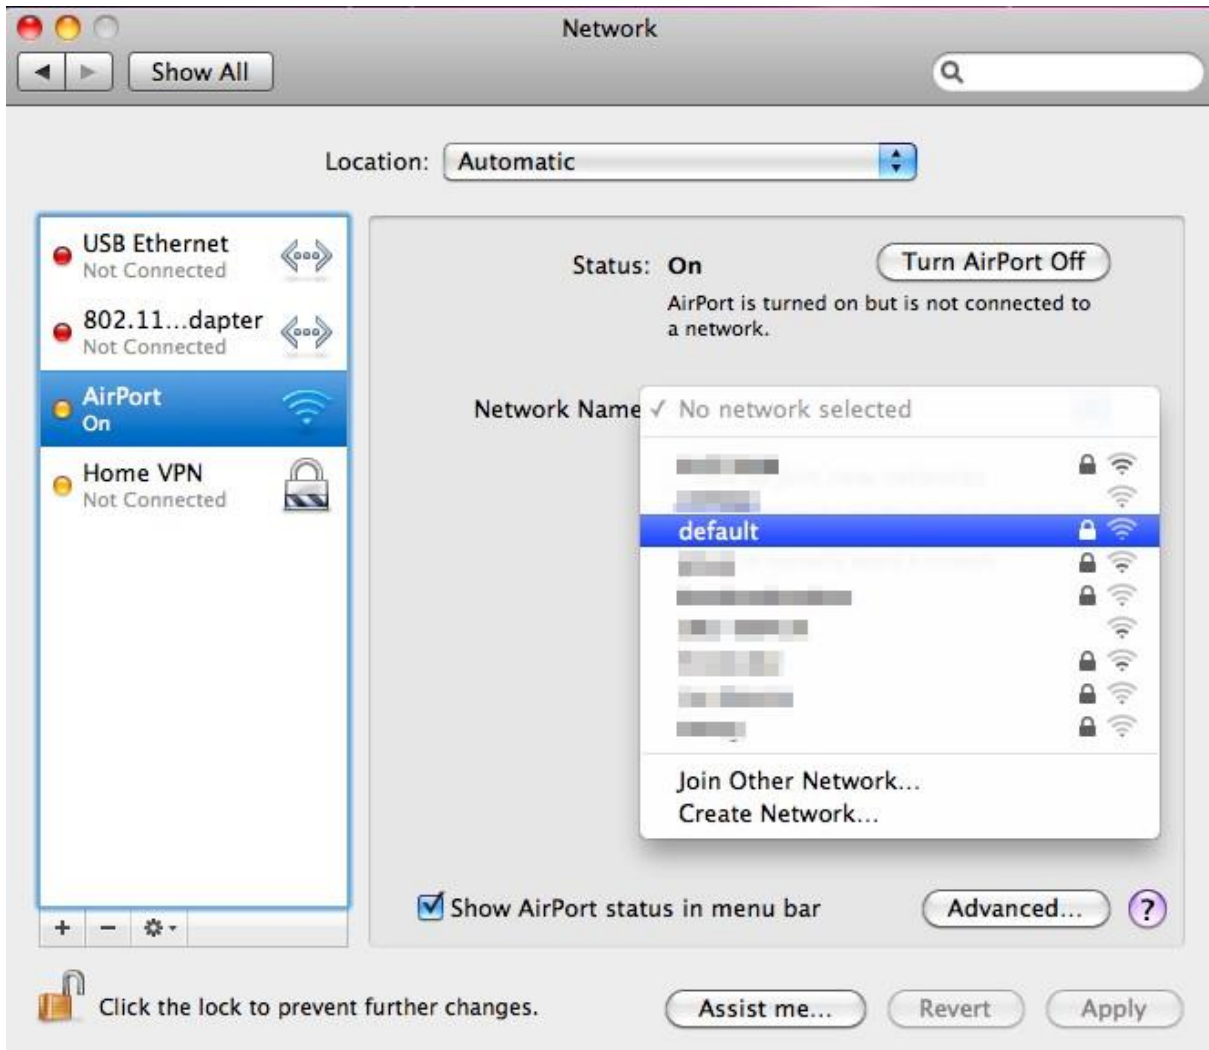 Network
Show All
Location: Automatic
USB Ethernet
Not Connected
802.11...dapter
Not Connected
AirPort
On
Home VPN
Not Connected
Status: On
Turn AirPort Off
AirPort is turned on but is not connected to
a network.
Network Name
✓ No network selected
default
Join Other Network...
Create Network...
Show AirPort status in menu bar
Advanced...
?
Click the lock to prevent further changes.
Assist me...
Revert
Apply